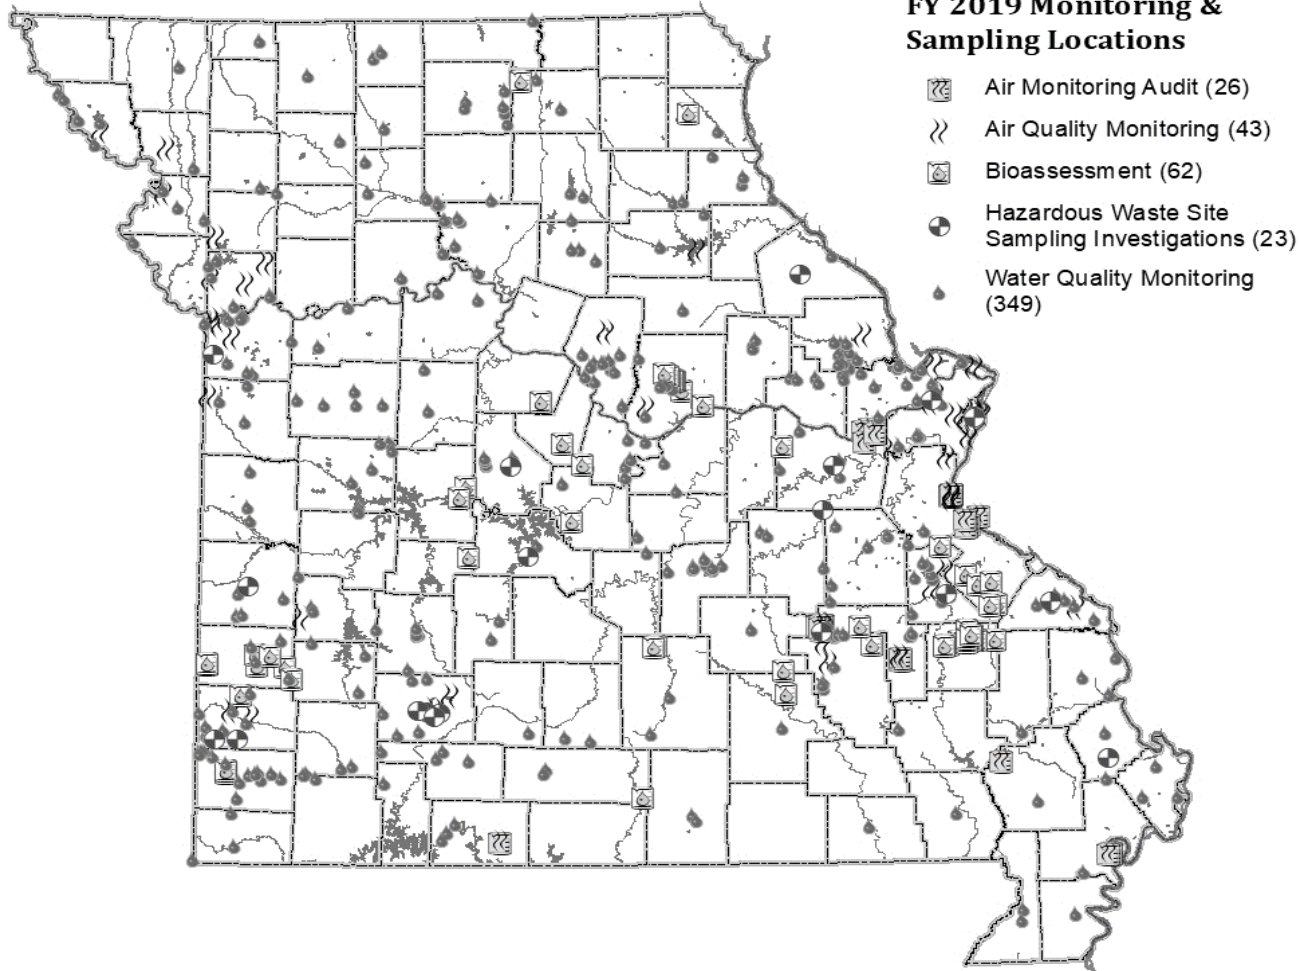 FY 2019 Monitoring &
Sampling Locations
Air Monitoring Audit (26)
Air Quality Monitoring (43)
Bioassessment (62)
Hazardous Waste Site
Sampling Investigations (23)
Water Quality Monitoring
(349)